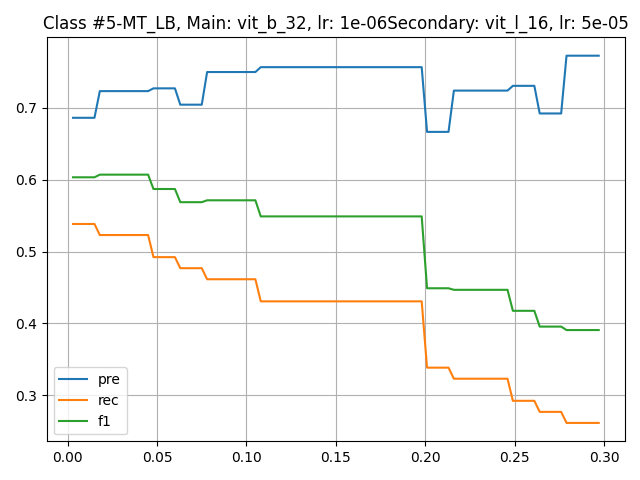 Class #5-MT_LB, Main: vit_b_32, lr: 1e-06Secondary: vit_l_16, lr: 5e-05
0.7
0.6
0.5
0.4
0.3
pre
rec
f1
0.00 0.05 0.10 0.15 0.20 0.25 0.30